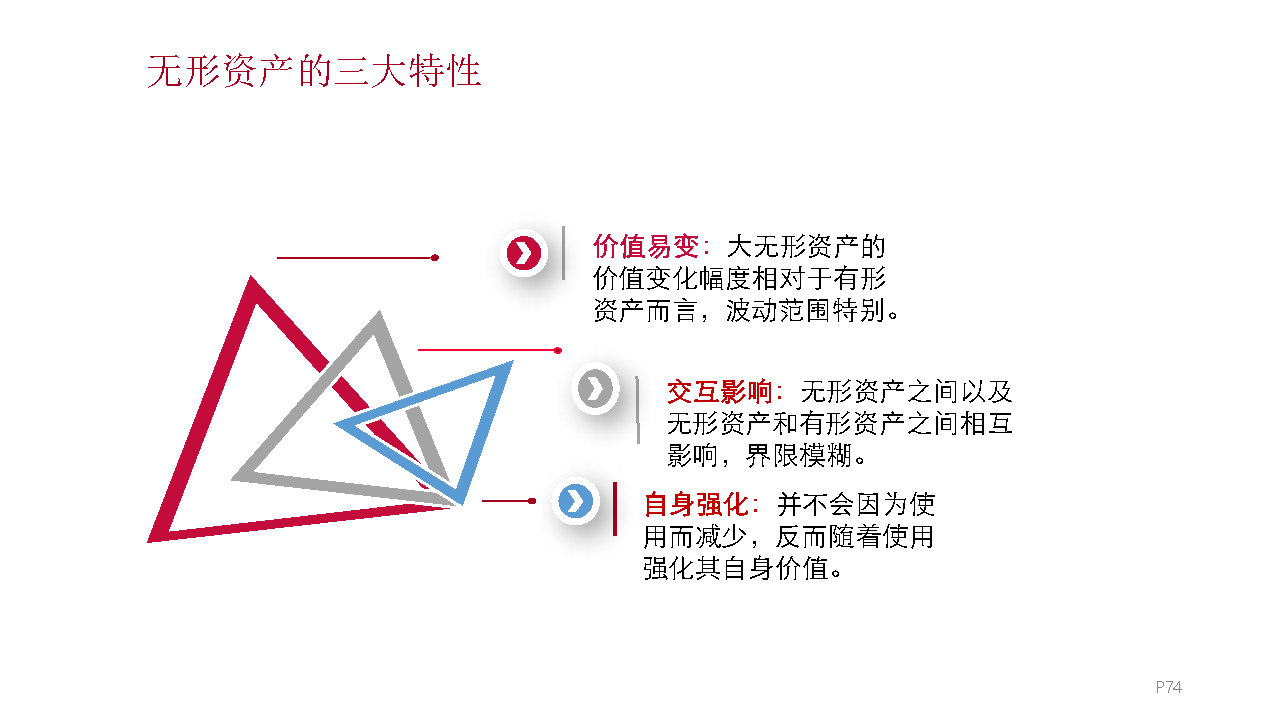 无形资产的三大特性
价值易变：大无形资产的
价值变化幅度相对于有形
资产而言，波动范围特别。
交互影响：无形资产之间以及
无形资产和有形资产之间相互
影响，界限模糊。
自身强化：并不会因为使
用而减少，反而随着使用
强化其自身价值。
P74